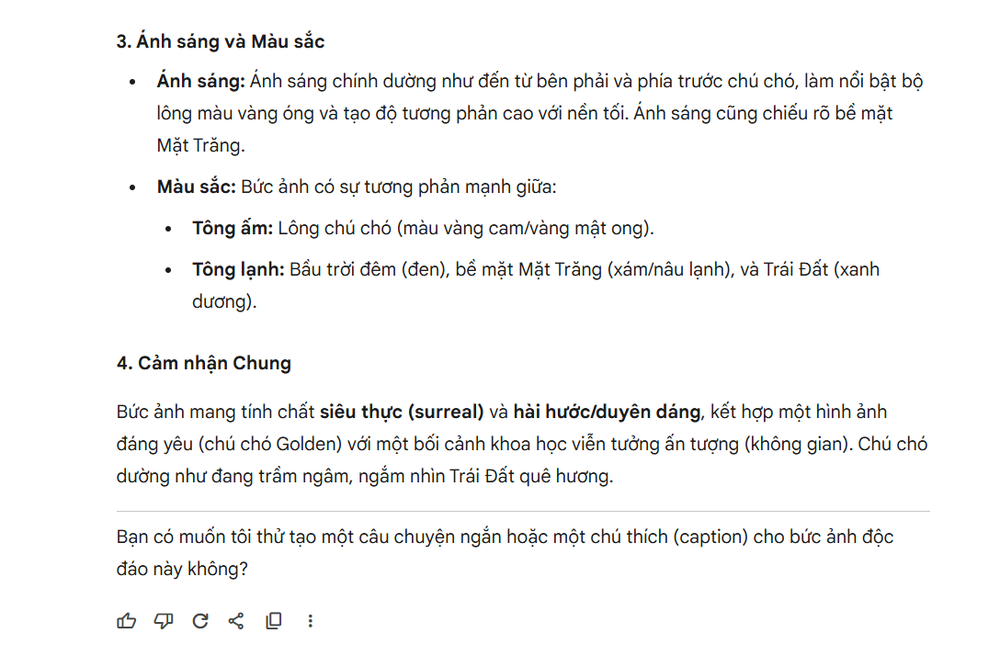 3. Ánh sáng và Màu sắc
Ánh sáng: Ánh sáng chính dường như đến từ bên phải và phía trước chú chó, làm nổi bật bộ
lông màu vàng óng và tạo độ tương phản cao với nền tối. Ánh sáng cũng chiếu rõ bề mặt
Mặt Trăng.
Màu sắc: Bức ảnh có sự tương phản mạnh giữa:
Tông ấm: Lông chú chó (màu vàng cam/vàng mật ong).
Tông lạnh: Bầu trời đêm (đen), bề mặt Mặt Trăng (xám/nâu lạnh), và Trái Đất (xanh
dương).
4. Cảm nhận Chung
Bức ảnh mang tính chất siêu thực (surreal) và hài hước/duyên dáng, kết hợp một hình ảnh
đáng yêu (chú chó Golden) với một bối cảnh khoa học viễn tưởng ấn tượng (không gian). Chú chó
dường như đang trầm ngâm, ngắm nhìn Trái Đất quê hương.
Bạn có muốn tôi thử tạo một câu chuyện ngắn hoặc một chú thích (caption) cho bức ảnh độc
đáo này không?